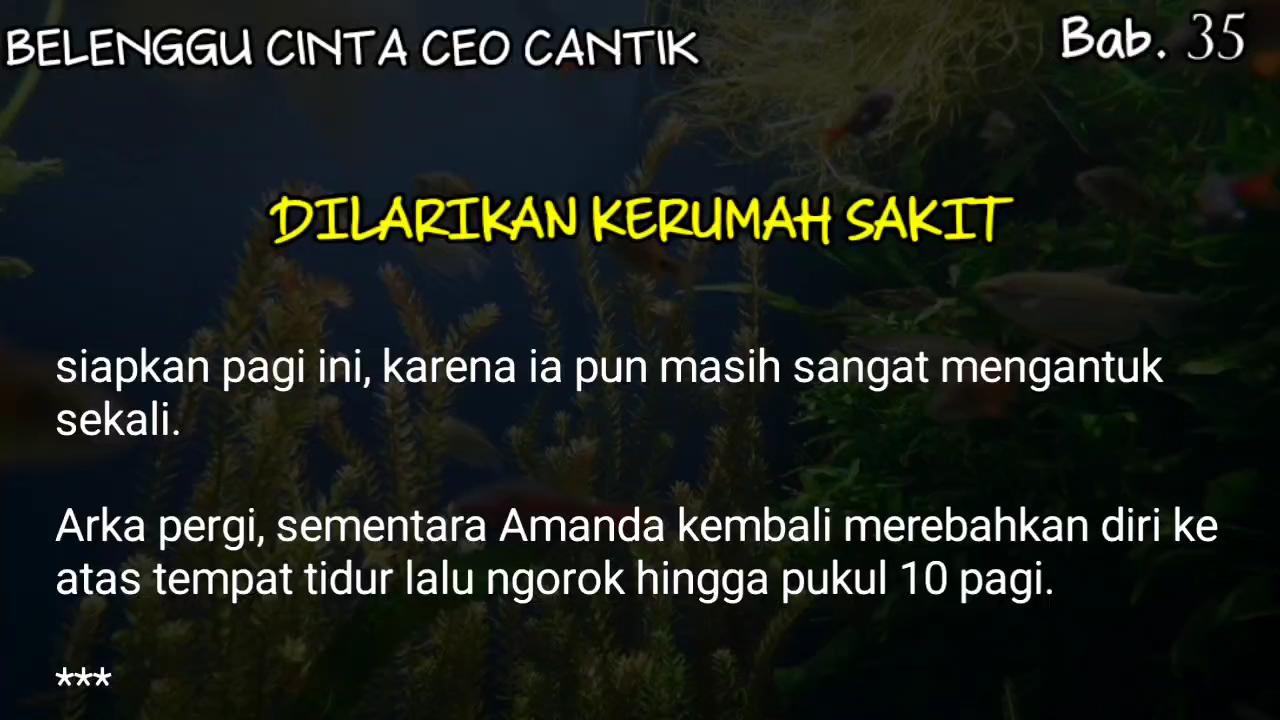 BELENGGU CINTA CEO CANTIK
Bab. 35
DILARIKAN KERUMAH SAKIT
siapkan pagi ini, karena ia pun masih sangat mengantuk
sekali.
Arka pergi, sementara Amanda kembali merebahkan diri ke
atas tempat tidur lalu ngorok hingga pukul 10 pagi.
***